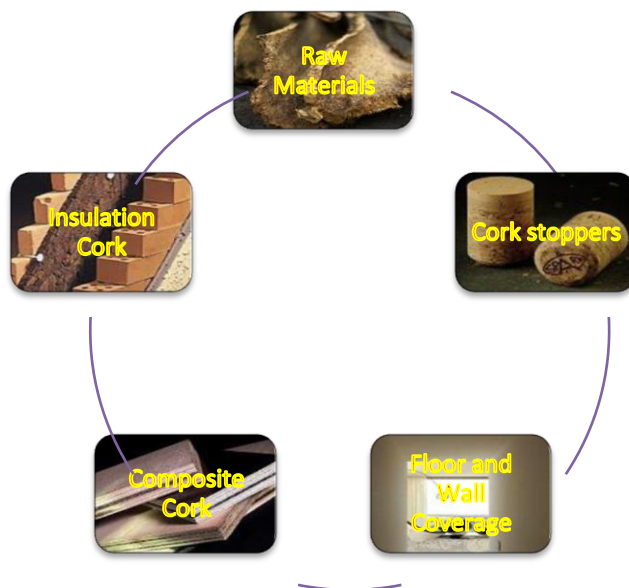 Raw
Materials
Cork stoppers
Floor and
Wall
Coverage
Composite
Cork
Insulation
Cork